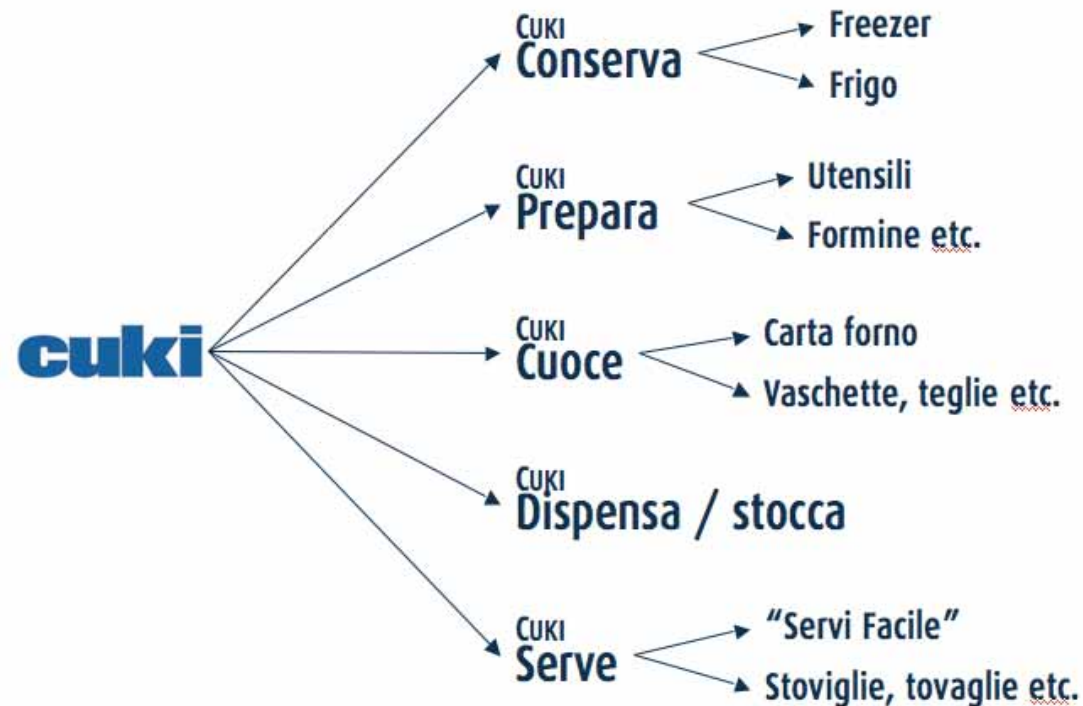 cuki
CUKI
Conserva
Freezer
Frigo
CUKI
Prepara
Utensili
Formine etc.
CUKI
Cuoce
Carta forno
Vaschette, teglie etc.
CUKI
Dispensa / stocca
CUKI
Serve
“Servi Facile”
Stoviglie, tovaglie etc.